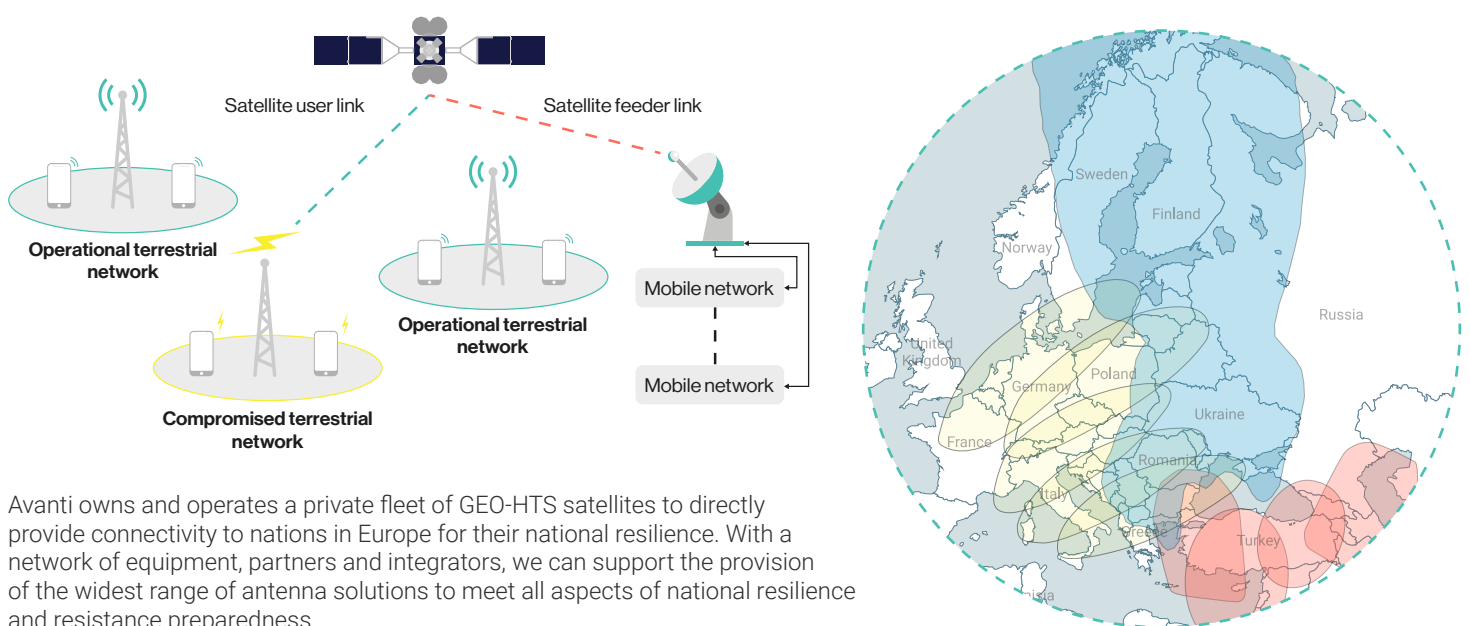 Satellite user link
Satellite feeder link
Operational terrestrial
network
Operational terrestrial
network
Compromised terrestrial
network
Mobile network
Mobile network
Avanti owns and operates a private fleet of GEO-HTS satellites to directly
provide connectivity to nations in Europe for their national resilience. With a
network of equipment, partners and integrators, we can support the provision
of the widest range of antenna solutions to meet all aspects of national resilience
and resistance preparedness
Sweden
Finland
Norway
Russia
United
Kingdom
Poland
Germany
Ukraine
France
Romania
Italy
Greece
Turkey
isia